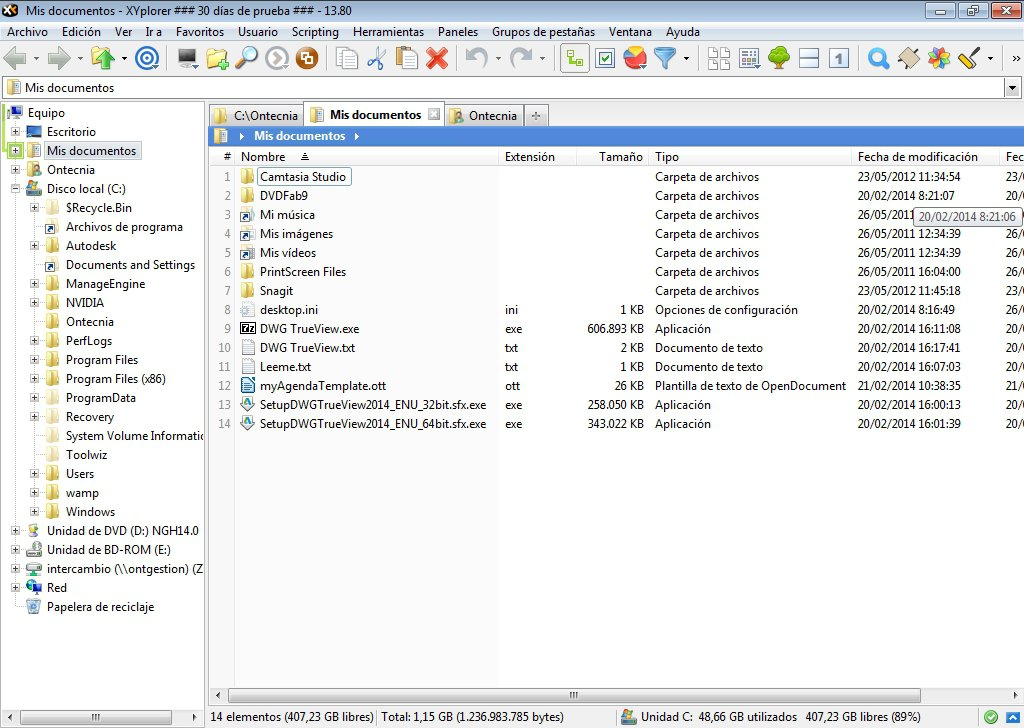 Mis documentos - XYplorer ### 30 días de prueba ### - 13.80
Archivo Edición Ver Ir a Favoritos Usuario Scripting Herramientas Paneles Grupos de pestañas Ventana Ayuda
1 »
Mis documentos
Equipo
Escritorio
Mis documentos
Ontecnia
Disco local (C:)
$Recycle.Bin
Archivos de programa
Autodesk
Documents and Settings
ManageEngine
NVIDIA
Ontecnia
PerfLogs
Program Files
Program Files (x86)
ProgramData
Recovery
System Volume Informatic
Toolwiz
Users
wamp
Windows
Unidad de DVD (D:) NGH14.0
Unidad de BD-ROM (E:)
intercambio (\\ontgestion) (Z
Red
Papelera de reciclaje
C:\Ontecnia Mis documentos Ontecnia
Mis documentos
# Nombre Extensión Tamaño Tipo Fecha de modificación Fec
1 Camtasia Studio Carpeta de archivos 23/05/2012 11:34:54 23/0
2 DVDFab9 Carpeta de archivos 20/02/2014 8:21:07 20/0
3 Mi música Carpeta de archivos 26/05/2011
20/02/2014 8:21:06
4 Mis imágenes Carpeta de archivos 26/05/2011 12:34:39 26/0
5 Mis vídeos Carpeta de archivos 26/05/2011 12:34:39 26/0
6 PrintScreen Files Carpeta de archivos 26/05/2011 16:04:00 26/0
7 Snagit Carpeta de archivos 23/05/2012 11:45:18 23/0
8 desktop.ini ini 1 KB Opciones de configuración 20/02/2014 8:16:49 26/0
9 DWG TrueView.exe exe 606.893 KB Aplicación 20/02/2014 16:11:08 20/0
10 DWG TrueView.txt txt 2 KB Documento de texto 20/02/2014 16:17:41 20/0
11 Leeme.txt txt 1 KB Documento de texto 20/02/2014 16:07:03 20/0
12 myAgendaTemplate.ott ott 26 KB Plantilla de texto de OpenDocument 21/02/2014 10:38:35 21/0
13 SetupDWGTrueView2014_ENU_32bit.sfx.exe exe 258.050 KB Aplicación 20/02/2014 16:00:13 20/0
14 SetupDWGTrueView2014_ENU_64bit.sfx.exe exe 343.022 KB Aplicación 20/02/2014 16:01:39 20/0
14 elementos (407,23 GB libres) Total: 1,15 GB (1.236.983.785 bytes) Unidad C: 48,66 GB utilizados 407,23 GB libres (89%)